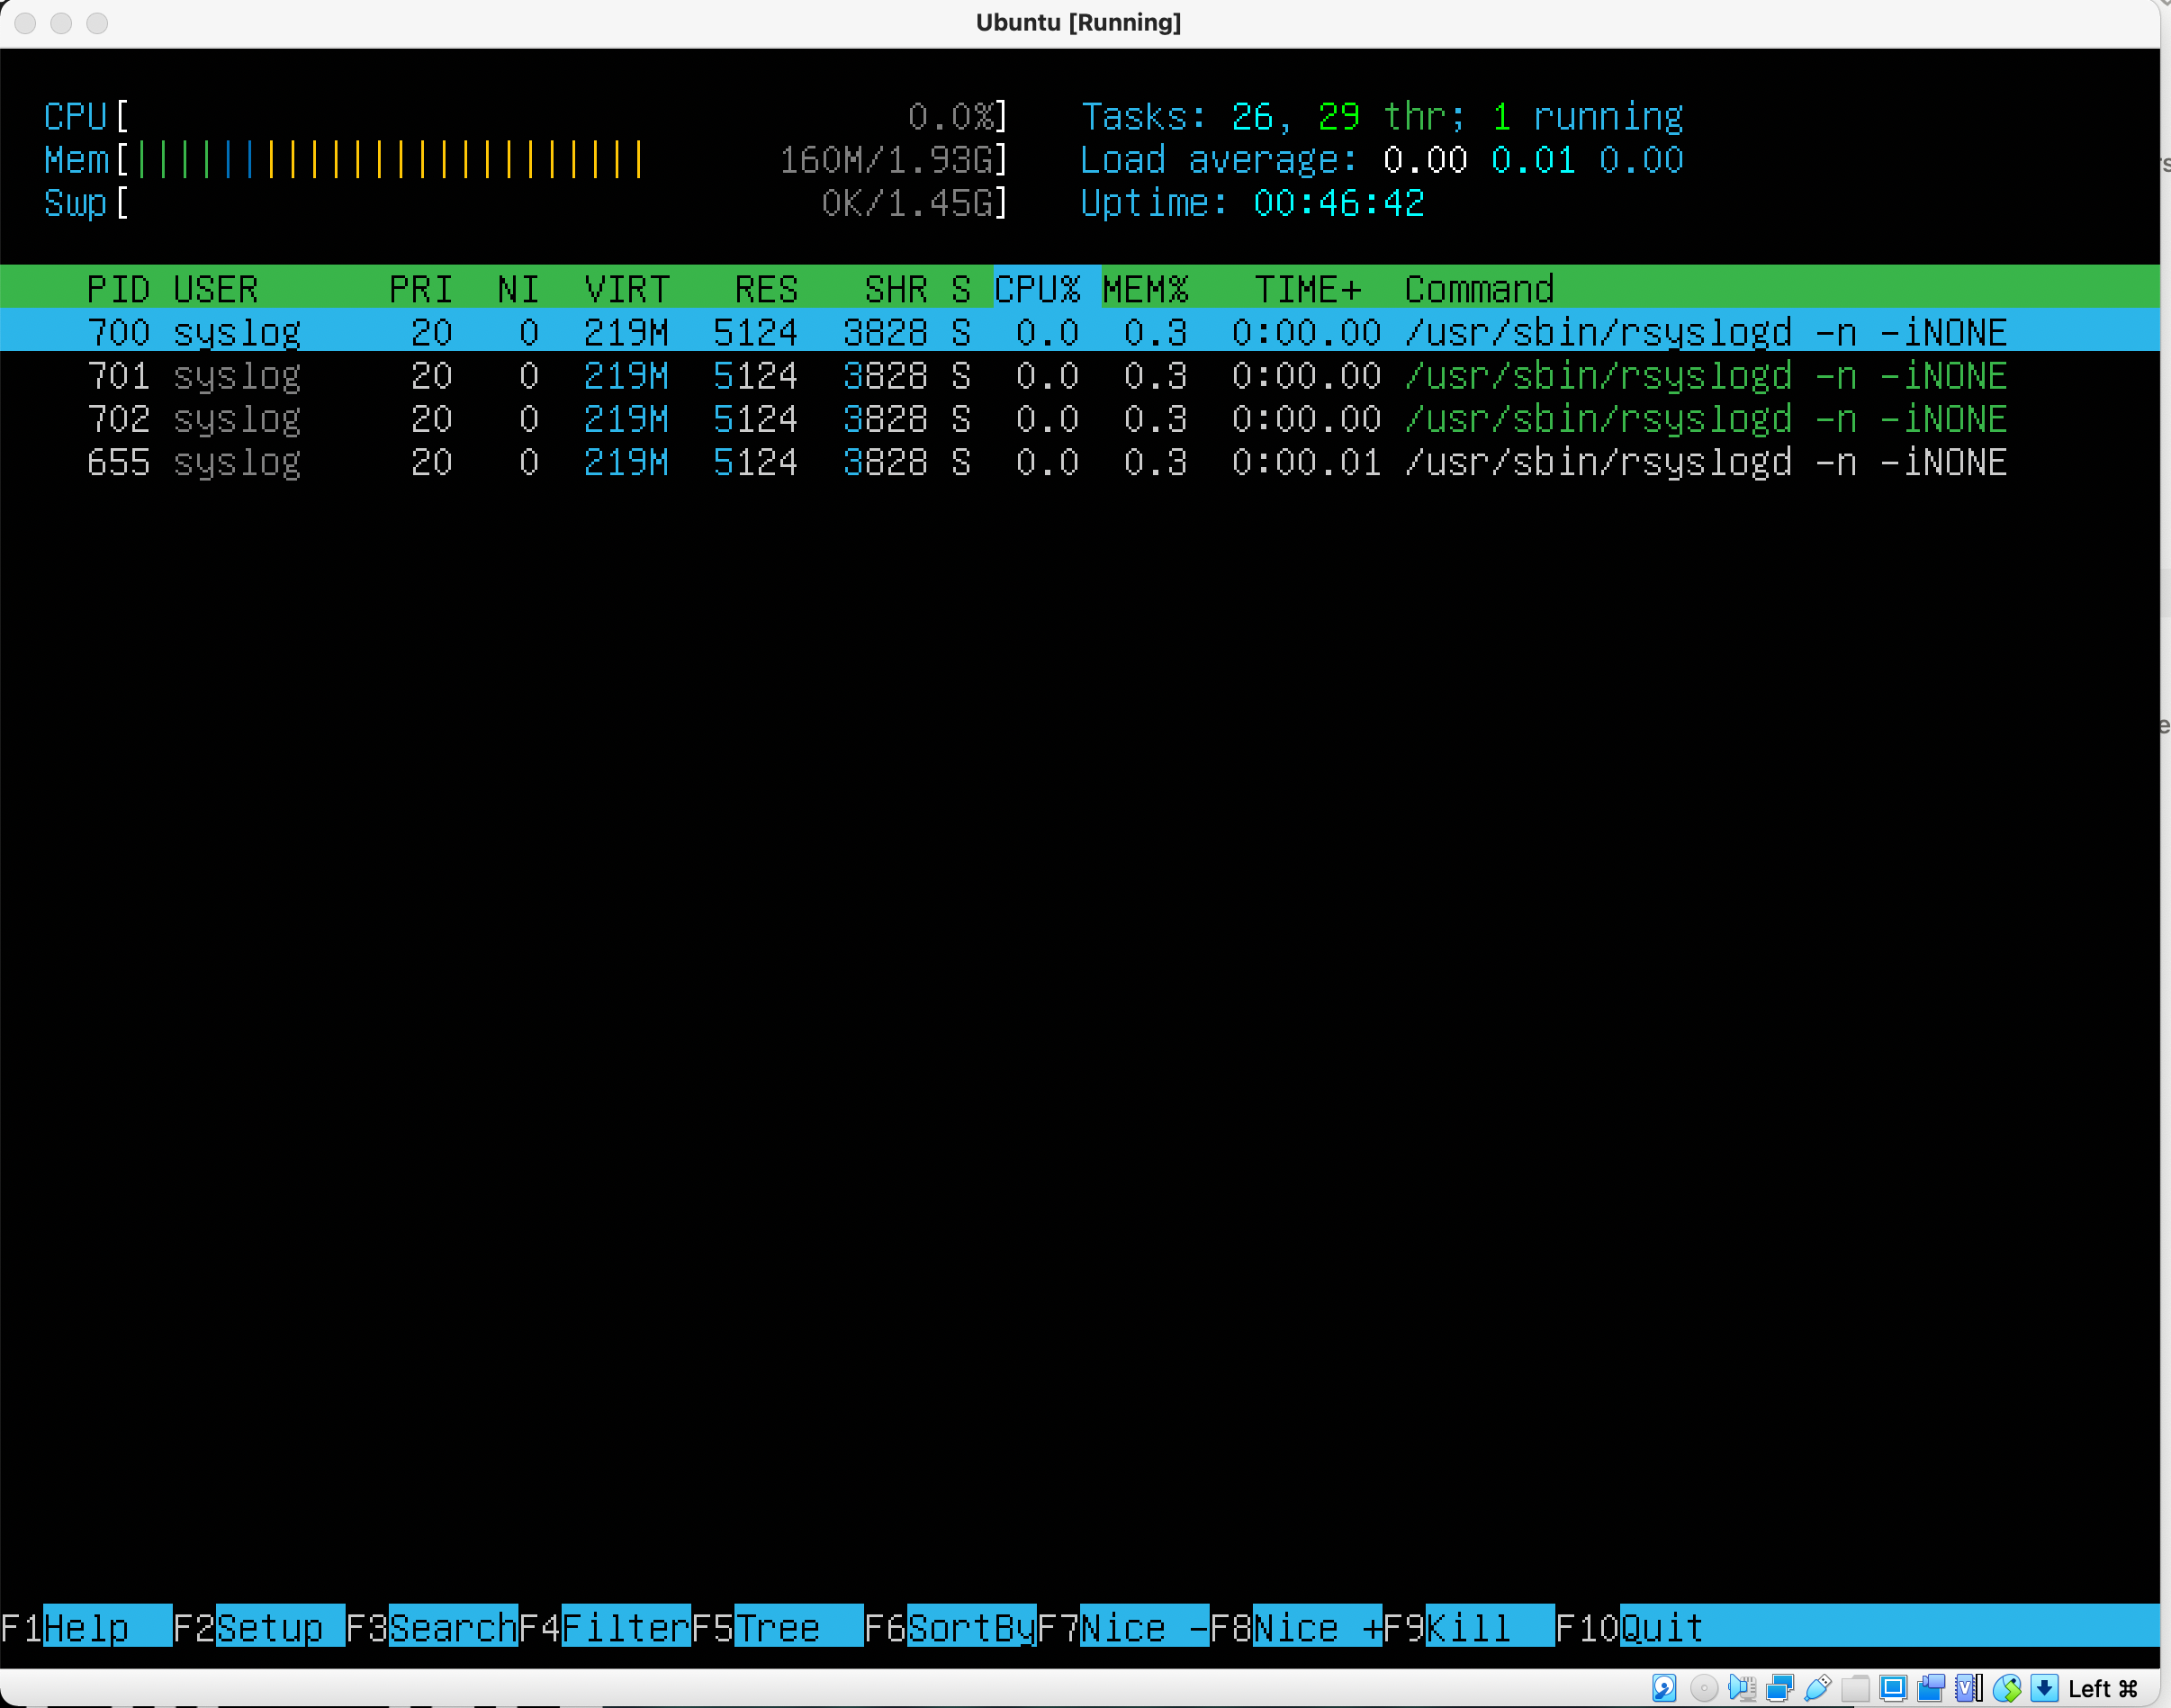 Ubuntu [Running]
CPU[ 0.0%] Tasks: 26, 29 thr; 1 running
Mem[|||||||||||||||||||||||| 160M/1.93G] Load average: 0.00 0.01 0.00
Swp[ 0K/1.45G] Uptime: 00:46:42
PID USER PRI NI VIRT RES SHR S CPU% MEM% TIME+ Command
700 syslog 20 0 219M 5124 3828 S 0.0 0.3 0:00.00 /usr/sbin/rsyslogd -n -iNONE
701 syslog 20 0 219M 5124 3828 S 0.0 0.3 0:00.00 /usr/sbin/rsyslogd -n -iNONE
702 syslog 20 0 219M 5124 3828 S 0.0 0.3 0:00.00 /usr/sbin/rsyslogd -n -iNONE
655 syslog 20 0 219M 5124 3828 S 0.0 0.3 0:00.01 /usr/sbin/rsyslogd -n -iNONE
F1Help F2Setup F3SearchF4FilterF5Tree F6SortByF7Nice -F8Nice +F9Kill F10Quit
Left ⌘